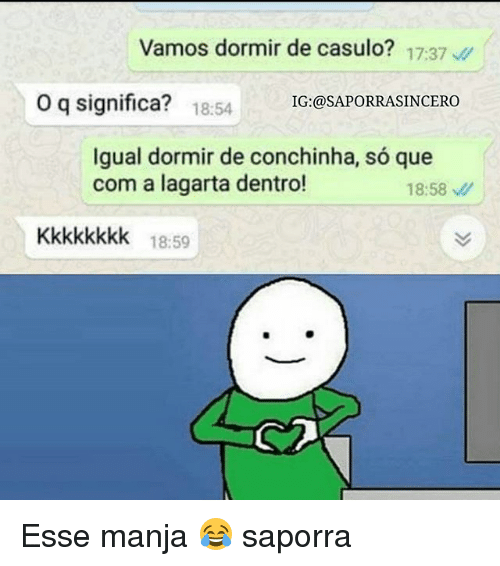 Vamos dormir de casulo? 17:37
O q significa? 18:54
IG:@SAPORRASINCERO
Igual dormir de conchinha, só que
com a lagarta dentro! 18:58
Kkkkkkkk 18:59
Esse manja 😂 saporra